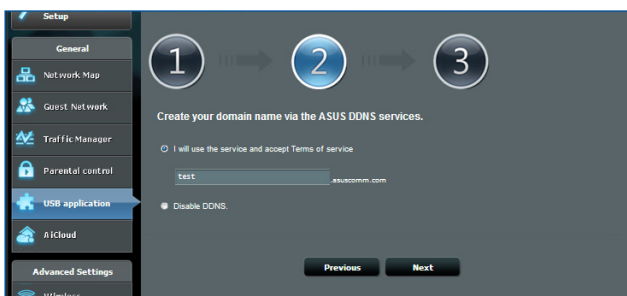 Setup
General
Network Map
Guest Network
Traffic Manager
Parental control
USB application
AiCloud
Advanced Settings
Wireless
1
2
3
Create your domain name via the ASUS DDNS services.
I will use the service and accept Terms of service
test
.asuscomm.com
Disable DDNS.
Previous
Next